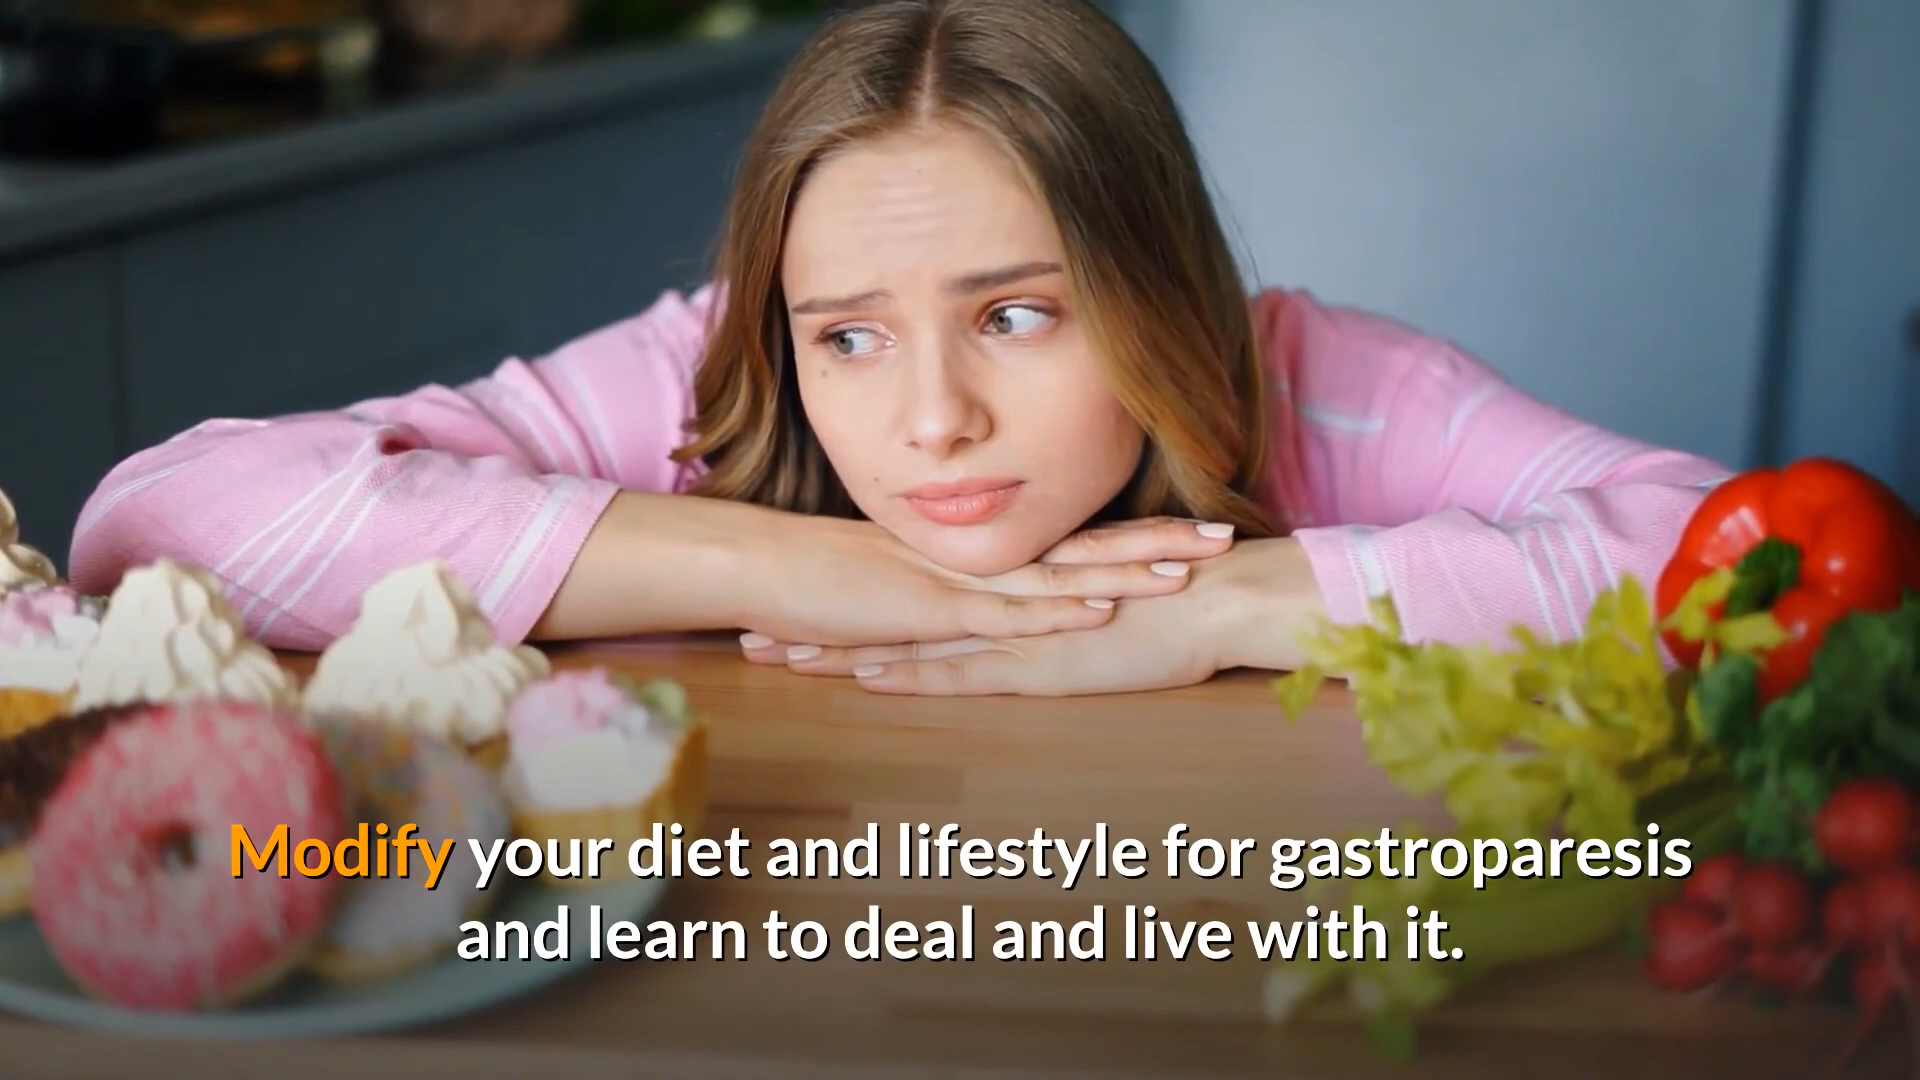 Modify your diet and lifestyle for gastroparesis
and learn to deal and live with it.